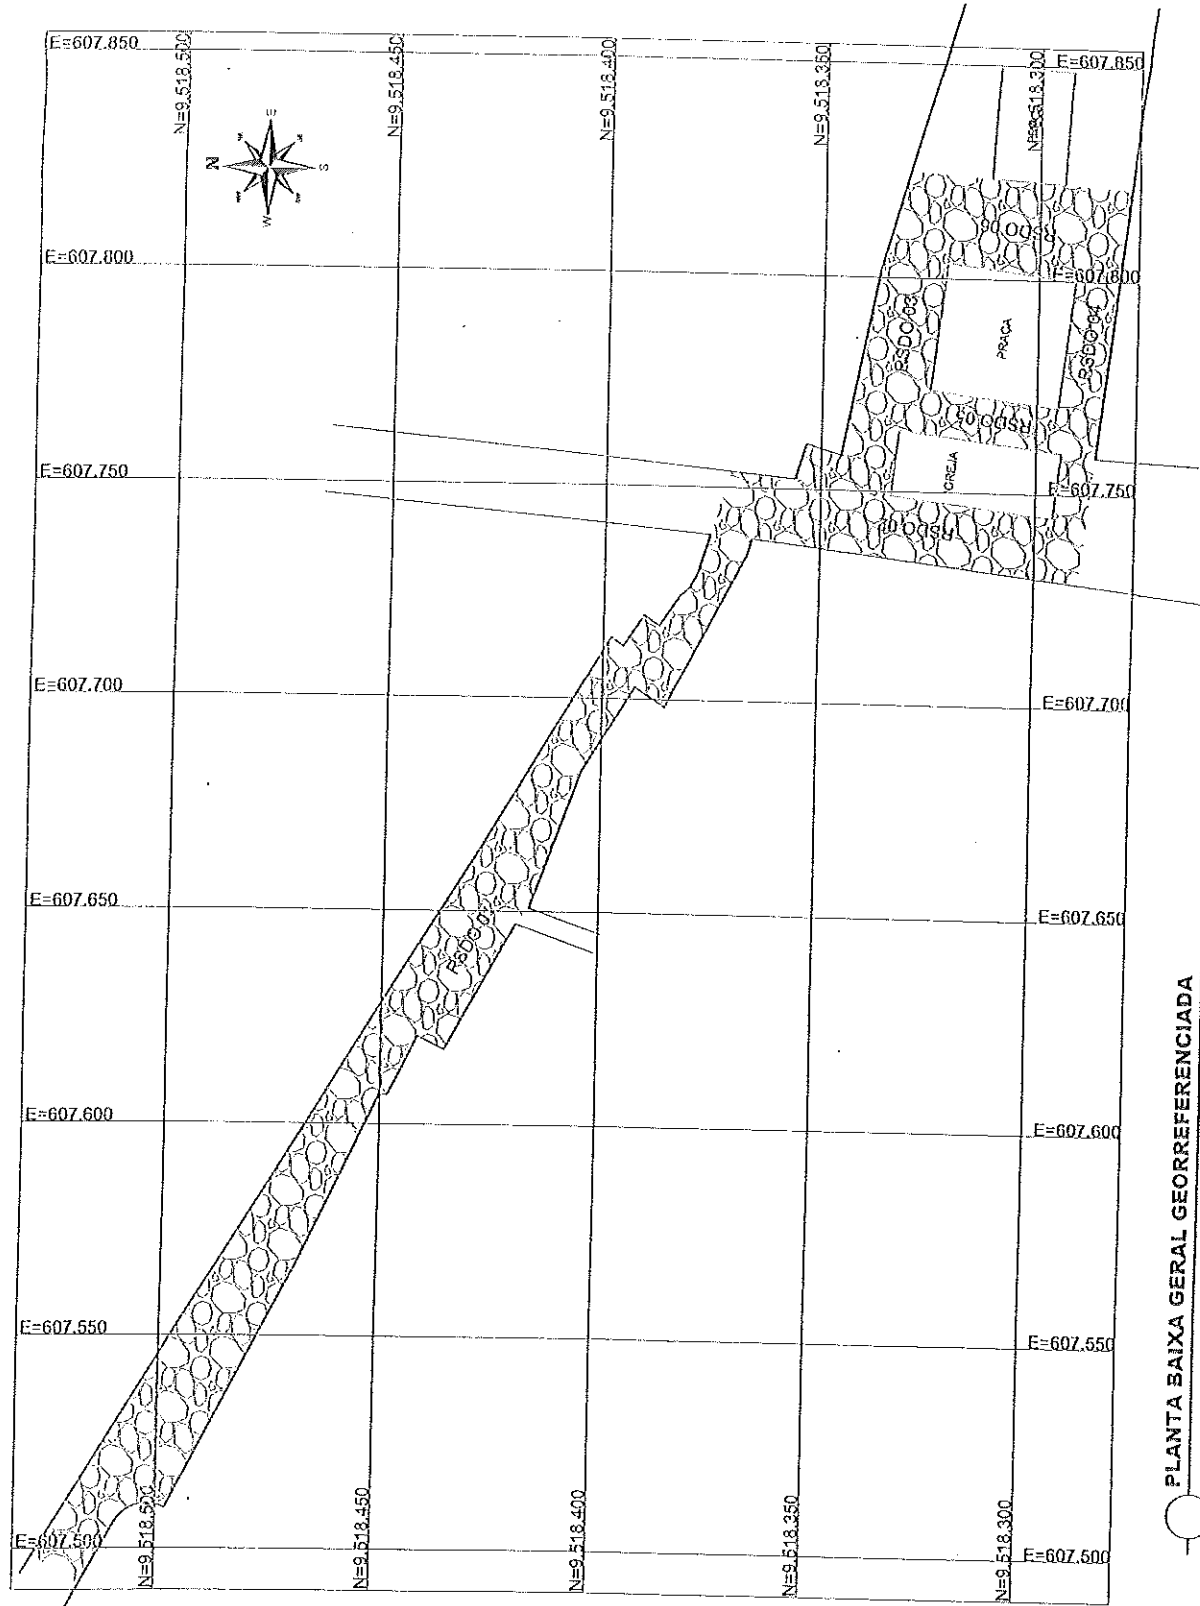 E=607.850
N=9.518.500
N=9.518.450
N=9.518.400
N=9.518.350
N=9.518.300
E=607.850
N
E
S
W
E=607.800
E=607.800
RSDO 06
RSDO 03
PRAÇA
RSDO 04
RSDO 05
IGREJA
E=607.750
E=607.750
RSDO 02
E=607.700
E=607.700
E=607.650
E=607.650
RSDO 01
E=607.600
E=607.600
E=607.550
E=607.550
E=607.500
N=9.518.500
N=9.518.450
N=9.518.400
N=9.518.350
N=9.518.300
E=607.500
PLANTA BAIXA GERAL GEORREFERENCIADA